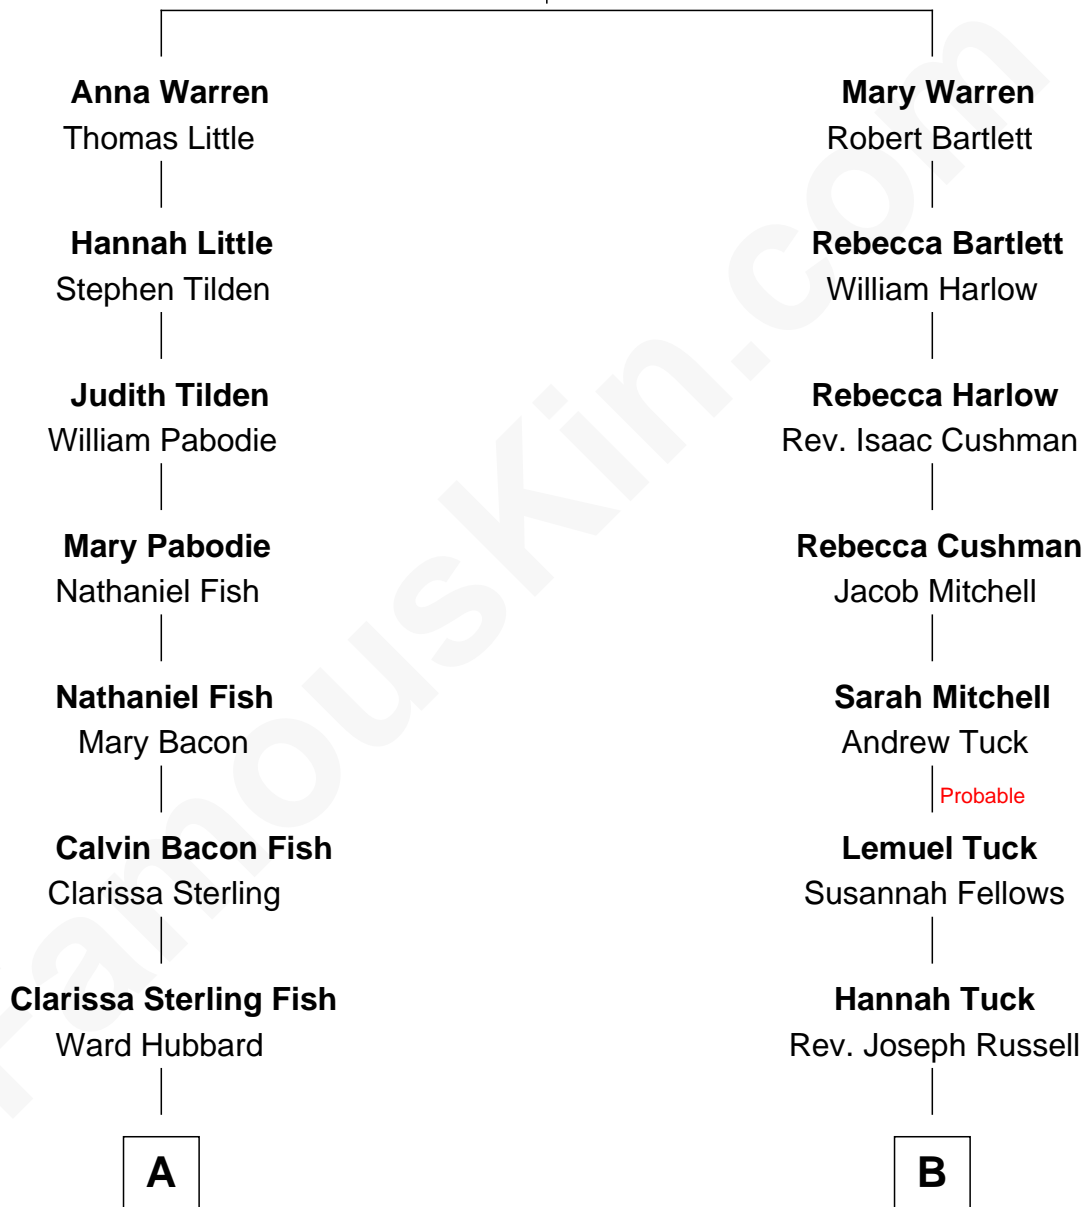 Anna Warren
Thomas Little
Mary Warren
Robert Bartlett
Hannah Little
Stephen Tilden
Rebecca Bartlett
William Harlow
Judith Tilden
William Pabodie
Rebecca Harlow
Rev. Isaac Cushman
Mary Pabodie
Nathaniel Fish
Rebecca Cushman
Jacob Mitchell
Nathaniel Fish
Mary Bacon
Sarah Mitchell
Andrew Tuck
Probable
Calvin Bacon Fish
Clarissa Sterling
Lemuel Tuck
Susannah Fellows
Clarissa Sterling Fish
Ward Hubbard
Hannah Tuck
Rev. Joseph Russell
A
B
FamousKin.com